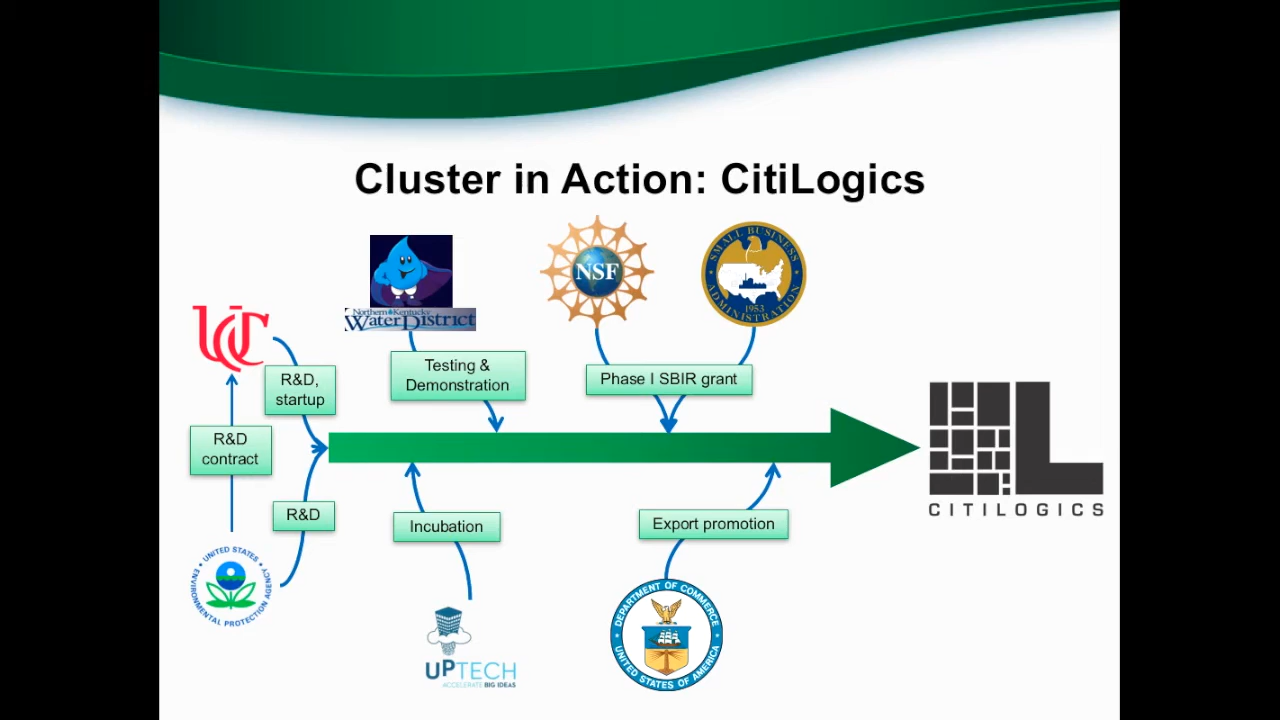 Cluster in Action: CitiLogics
Northern Kentucky
Water District
NSF
SMALL BUSINESS
ADMINISTRATION
1953
UC
Testing &
Demonstration
Phase I SBIR grant
R&D,
startup
R&D
contract
R&D
Incubation
Export promotion
CITILOGICS
UNITED STATES
ENVIRONMENTAL PROTECTION AGENCY
UPTECH
ACCELERATE BIG IDEAS
DEPARTMENT OF COMMERCE
UNITED STATES OF AMERICA